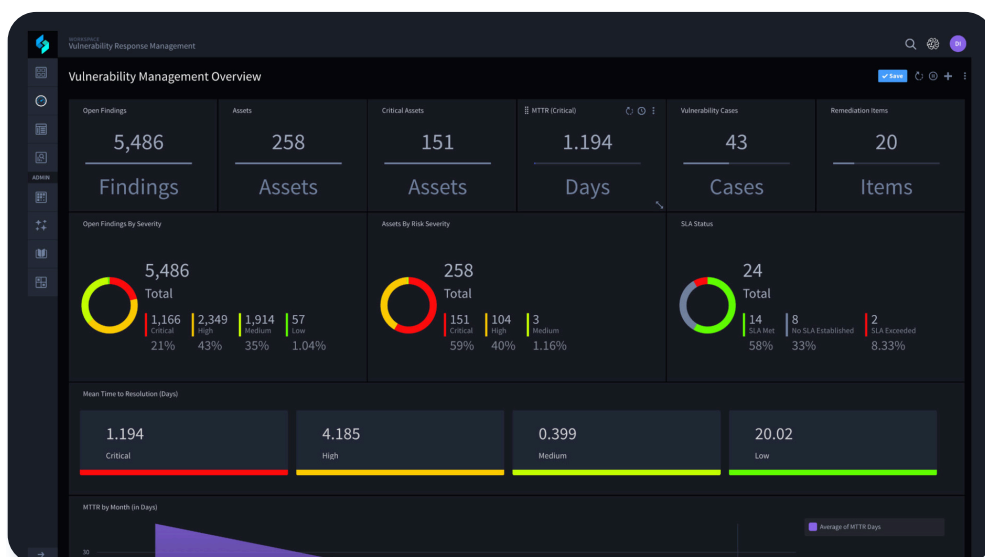 WORKSPACE
Vulnerability Response Management
DI
Vulnerability Management Overview
Save
Open Findings
5,486
Findings
Assets
258
Assets
Critical Assets
151
Assets
MTTR (Critical)
1.194
Days
Vulnerability Cases
43
Cases
Remediation Items
20
Items
ADMIN
Open Findings By Severity
5,486
Total
1,166 2,349 1,914 57
Critical High Medium Low
21% 43% 35% 1.04%
Assets By Risk Severity
258
Total
151 104 3
Critical High Medium
59% 40% 1.16%
SLA Status
24
Total
14 8 2
SLA Met No SLA Established SLA Exceeded
58% 33% 8.33%
Mean Time to Resolution (Days)
1.194 4.185 0.399 20.02
Critical High Medium Low
MTTR by Month (in Days)
Average of MTTR Days
30